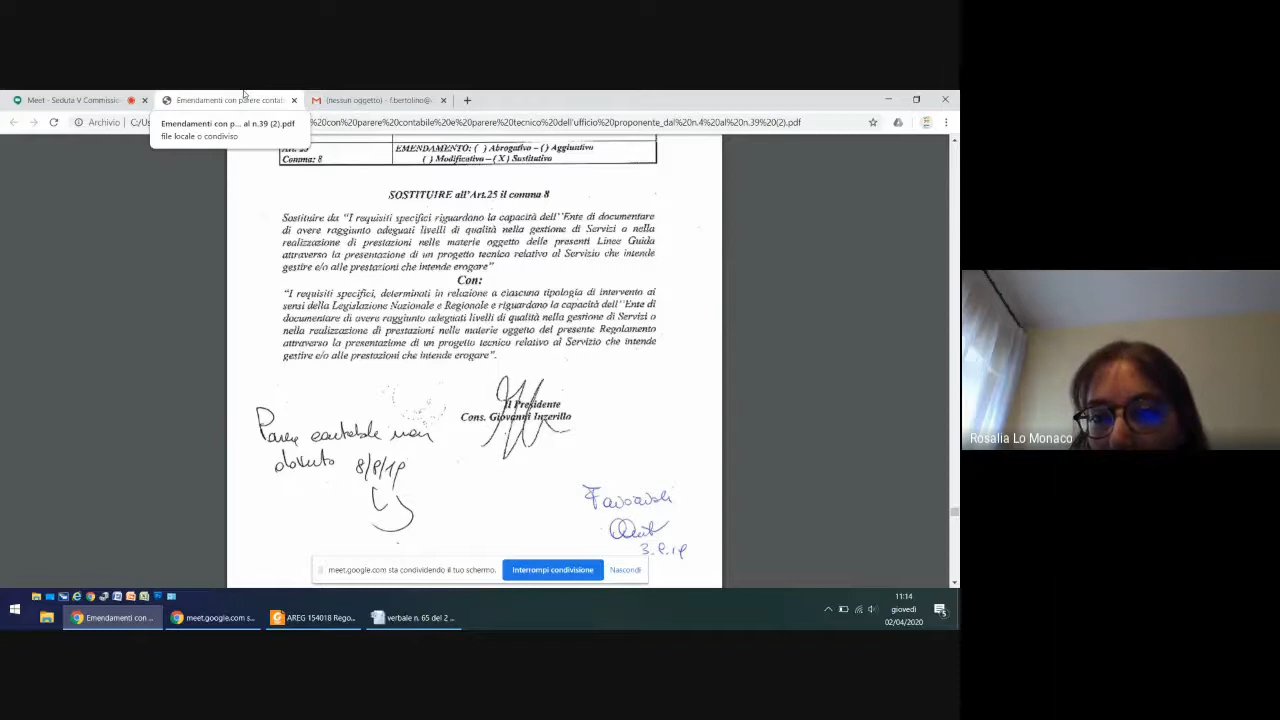 Meet - Seduta V Commissio
Emendamenti con parere contabi
(nessun oggetto) - f.bertolino@
Archivio
C:/Us
%20con%20parere%20contabile%20e%20parere%20tecnico%20dell'ufficio%20proponente_dal%20n.4%20al%20n.39%20(2).pdf
Emendamenti con p... al n.39 (2).pdf
file locale o condiviso
EMENDAMENTO: ( ) Abrogativo – () Aggiuntivo
Comma: 8
( ) Modificativo – ( X ) Sostitutivo
SOSTITUIRE all'Art.25 il comma 8
Sostituire da "I requisiti specifici riguardano la capacità dell''Ente di documentare
di avere raggiunto adeguati livelli di qualità nella gestione di Servizi o nella
realizzazione di prestazioni nelle materie oggetto delle presenti Linee Guida
attraverso la presentazione di un progetto tecnico relativo al Servizio che intende
gestire e/o alle prestazioni che intende erogare"
Con:
"I requisiti specifici, determinati in relazione a ciascuna tipologia di intervento ai
sensi della Legislazione Nazionale e Regionale e riguardano la capacità dell''Ente di
documentare di avere raggiunto adeguati livelli di qualità nella gestione di Servizi o
nella realizzazione di prestazioni nelle materie oggetto del presente Regolamento
attraverso la presentazione di un progetto tecnico relativo al Servizio che intende
gestire e/o alle prestazioni che intende erogare".
Il Presidente
Cons. Giovanni Inzerillo
Parere contabile non
dovuto 8/8/19
Rosalia Lo Monaco
meet.google.com sta condividendo il tuo schermo.
Interrompi condivisione
Nascondi
Emendamenti con ...
meet.google.com s...
AREG 154018 Rego...
verbale n. 65 del 2 ...
11:14
giovedì
02/04/2020